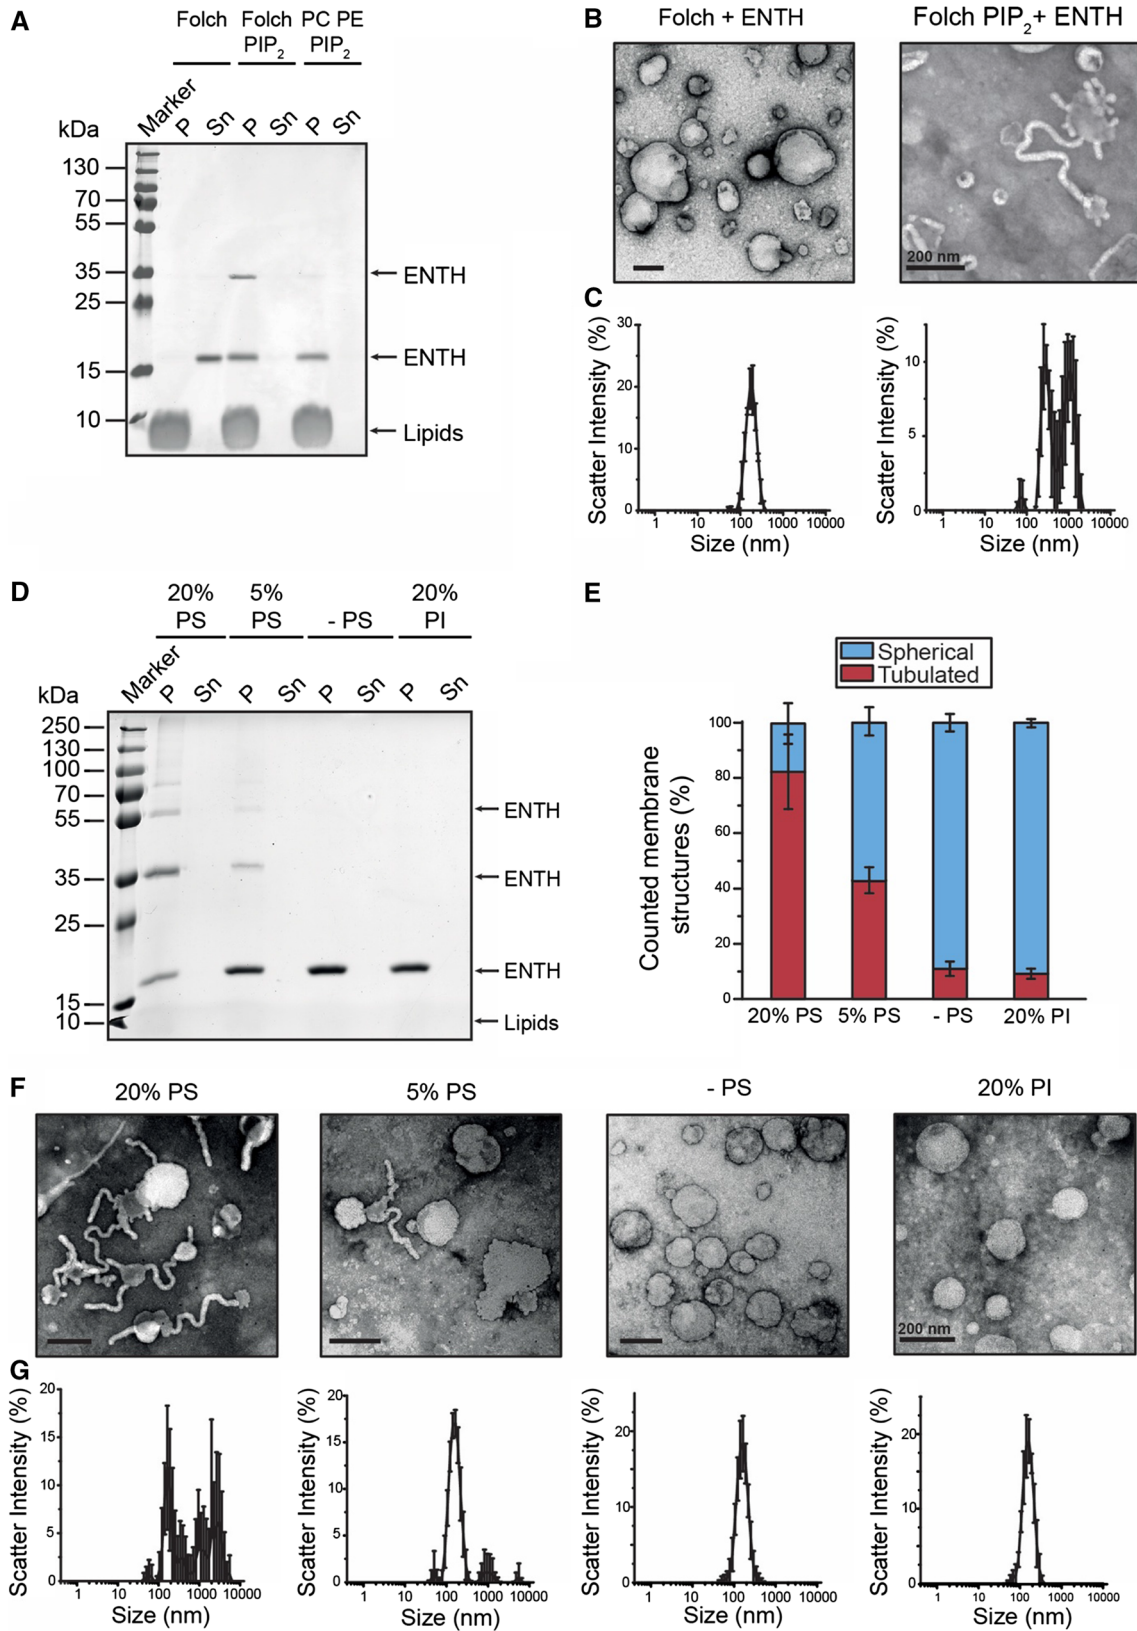 A
Folch Folch PC PE
PIP2 PIP2
Marker P Sn P Sn P Sn
kDa
130
70
55
35
25
15
10
ENTH
ENTH
Lipids
B
Folch + ENTH
Folch PIP2+ ENTH
200 nm
C
Scatter Intensity (%)
30
20
10
0
1 10 100 1000 10000
Size (nm)
Scatter Intensity (%)
10
5
0
1 10 100 1000 10000
Size (nm)
D
20% 5% 20%
PS PS - PS PI
Marker P Sn P Sn P Sn P Sn
kDa
250
130
100
70
55
35
25
15
10
ENTH
ENTH
ENTH
Lipids
E
Spherical
Tubulated
Counted membrane
structures (%)
100
80
60
40
20
0
20% PS 5% PS - PS 20% PI
F
20% PS
5% PS
- PS
20% PI
200 nm
G
Scatter Intensity (%)
20
15
10
5
0
1 10 100 1000 10000
Size (nm)
Scatter Intensity (%)
20
15
10
5
0
1 10 100 1000 10000
Size (nm)
Scatter Intensity (%)
20
10
0
1 10 100 1000 10000
Size (nm)
Scatter Intensity (%)
20
10
0
1 10 100 1000 10000
Size (nm)